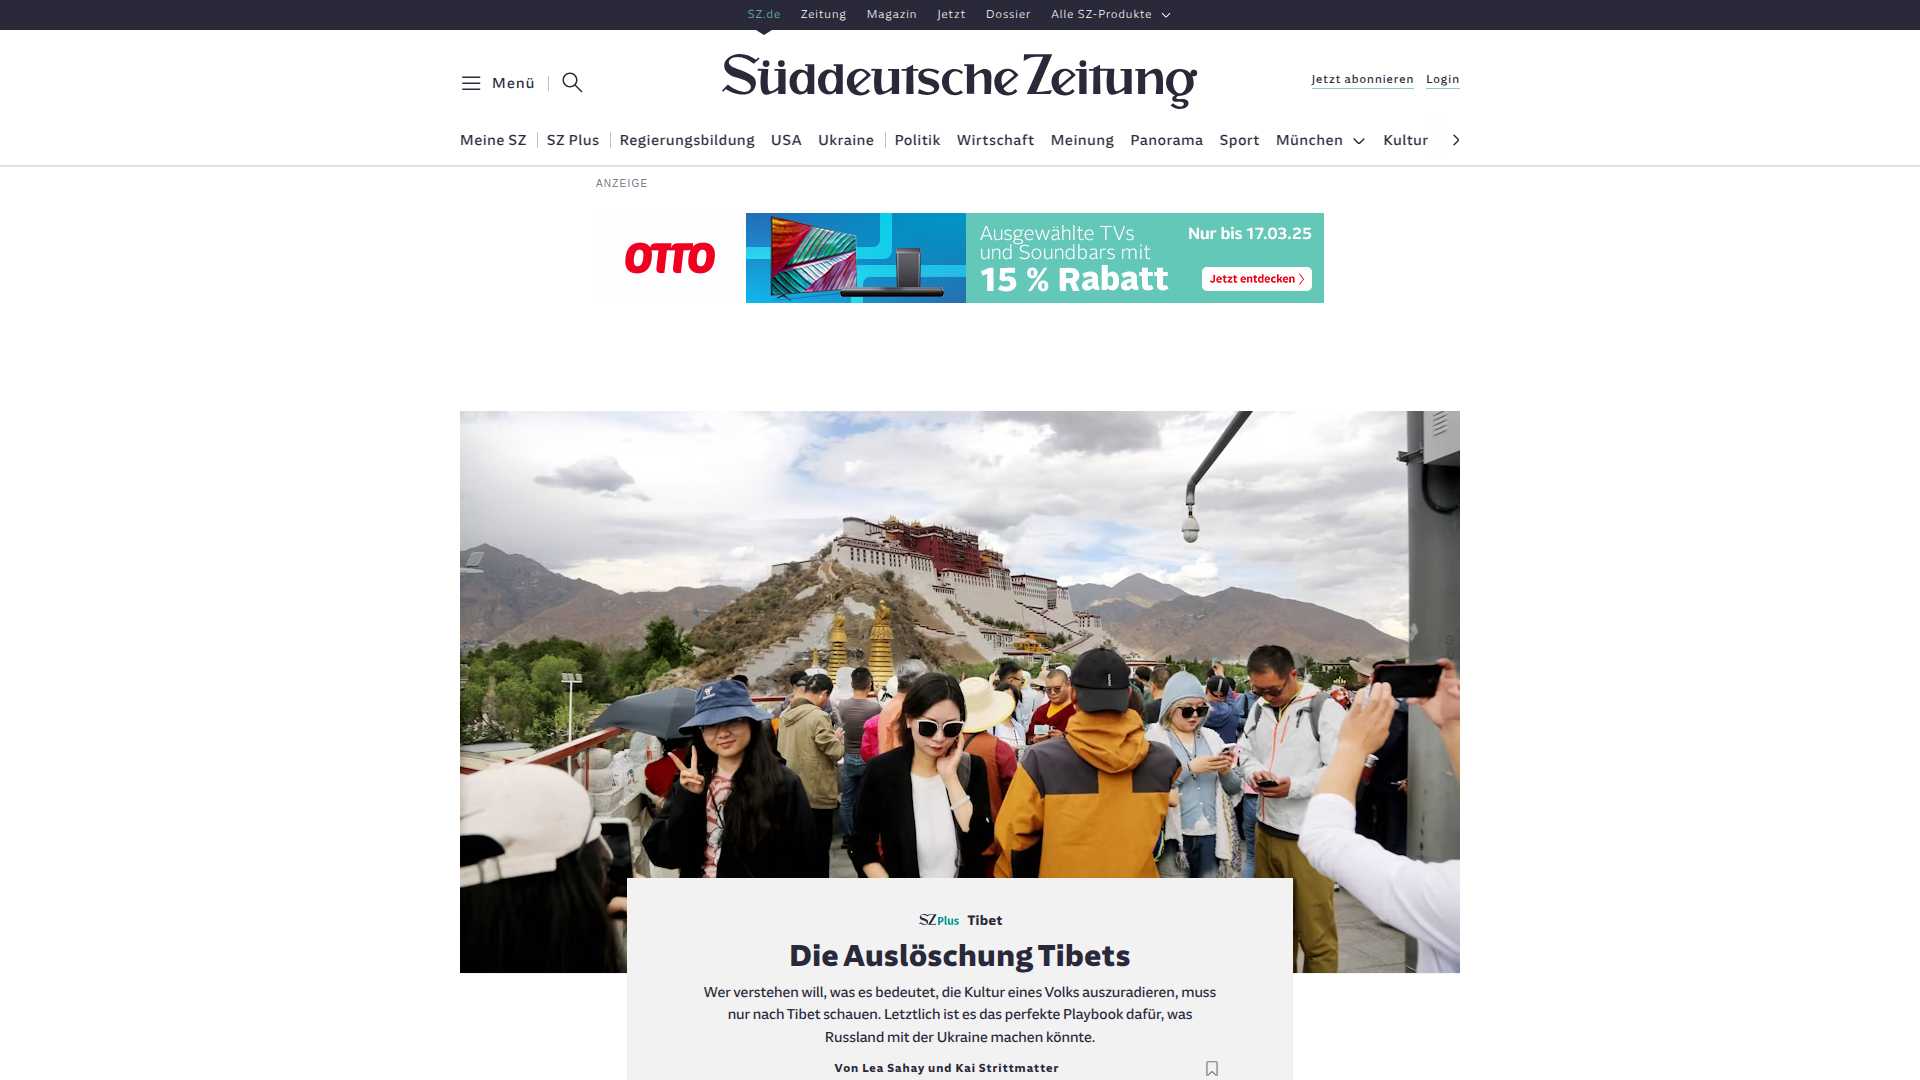 SZ.de Zeitung Magazin Jetzt Dossier Alle SZ-Produkte
Menü
Süddeutsche Zeitung
Jetzt abonnieren Login
Meine SZ SZ Plus Regierungsbildung USA Ukraine Politik Wirtschaft Meinung Panorama Sport München Kultur
ANZEIGE
OTTO
Ausgewählte TVs
und Soundbars mit
15 % Rabatt
Nur bis 17.03.25
Jetzt entdecken
SZ Plus Tibet
Die Auslöschung Tibets
Wer verstehen will, was es bedeutet, die Kultur eines Volks auszuradieren, muss
nur nach Tibet schauen. Letztlich ist es das perfekte Playbook dafür, was
Russland mit der Ukraine machen könnte.
Von Lea Sahay und Kai Strittmatter